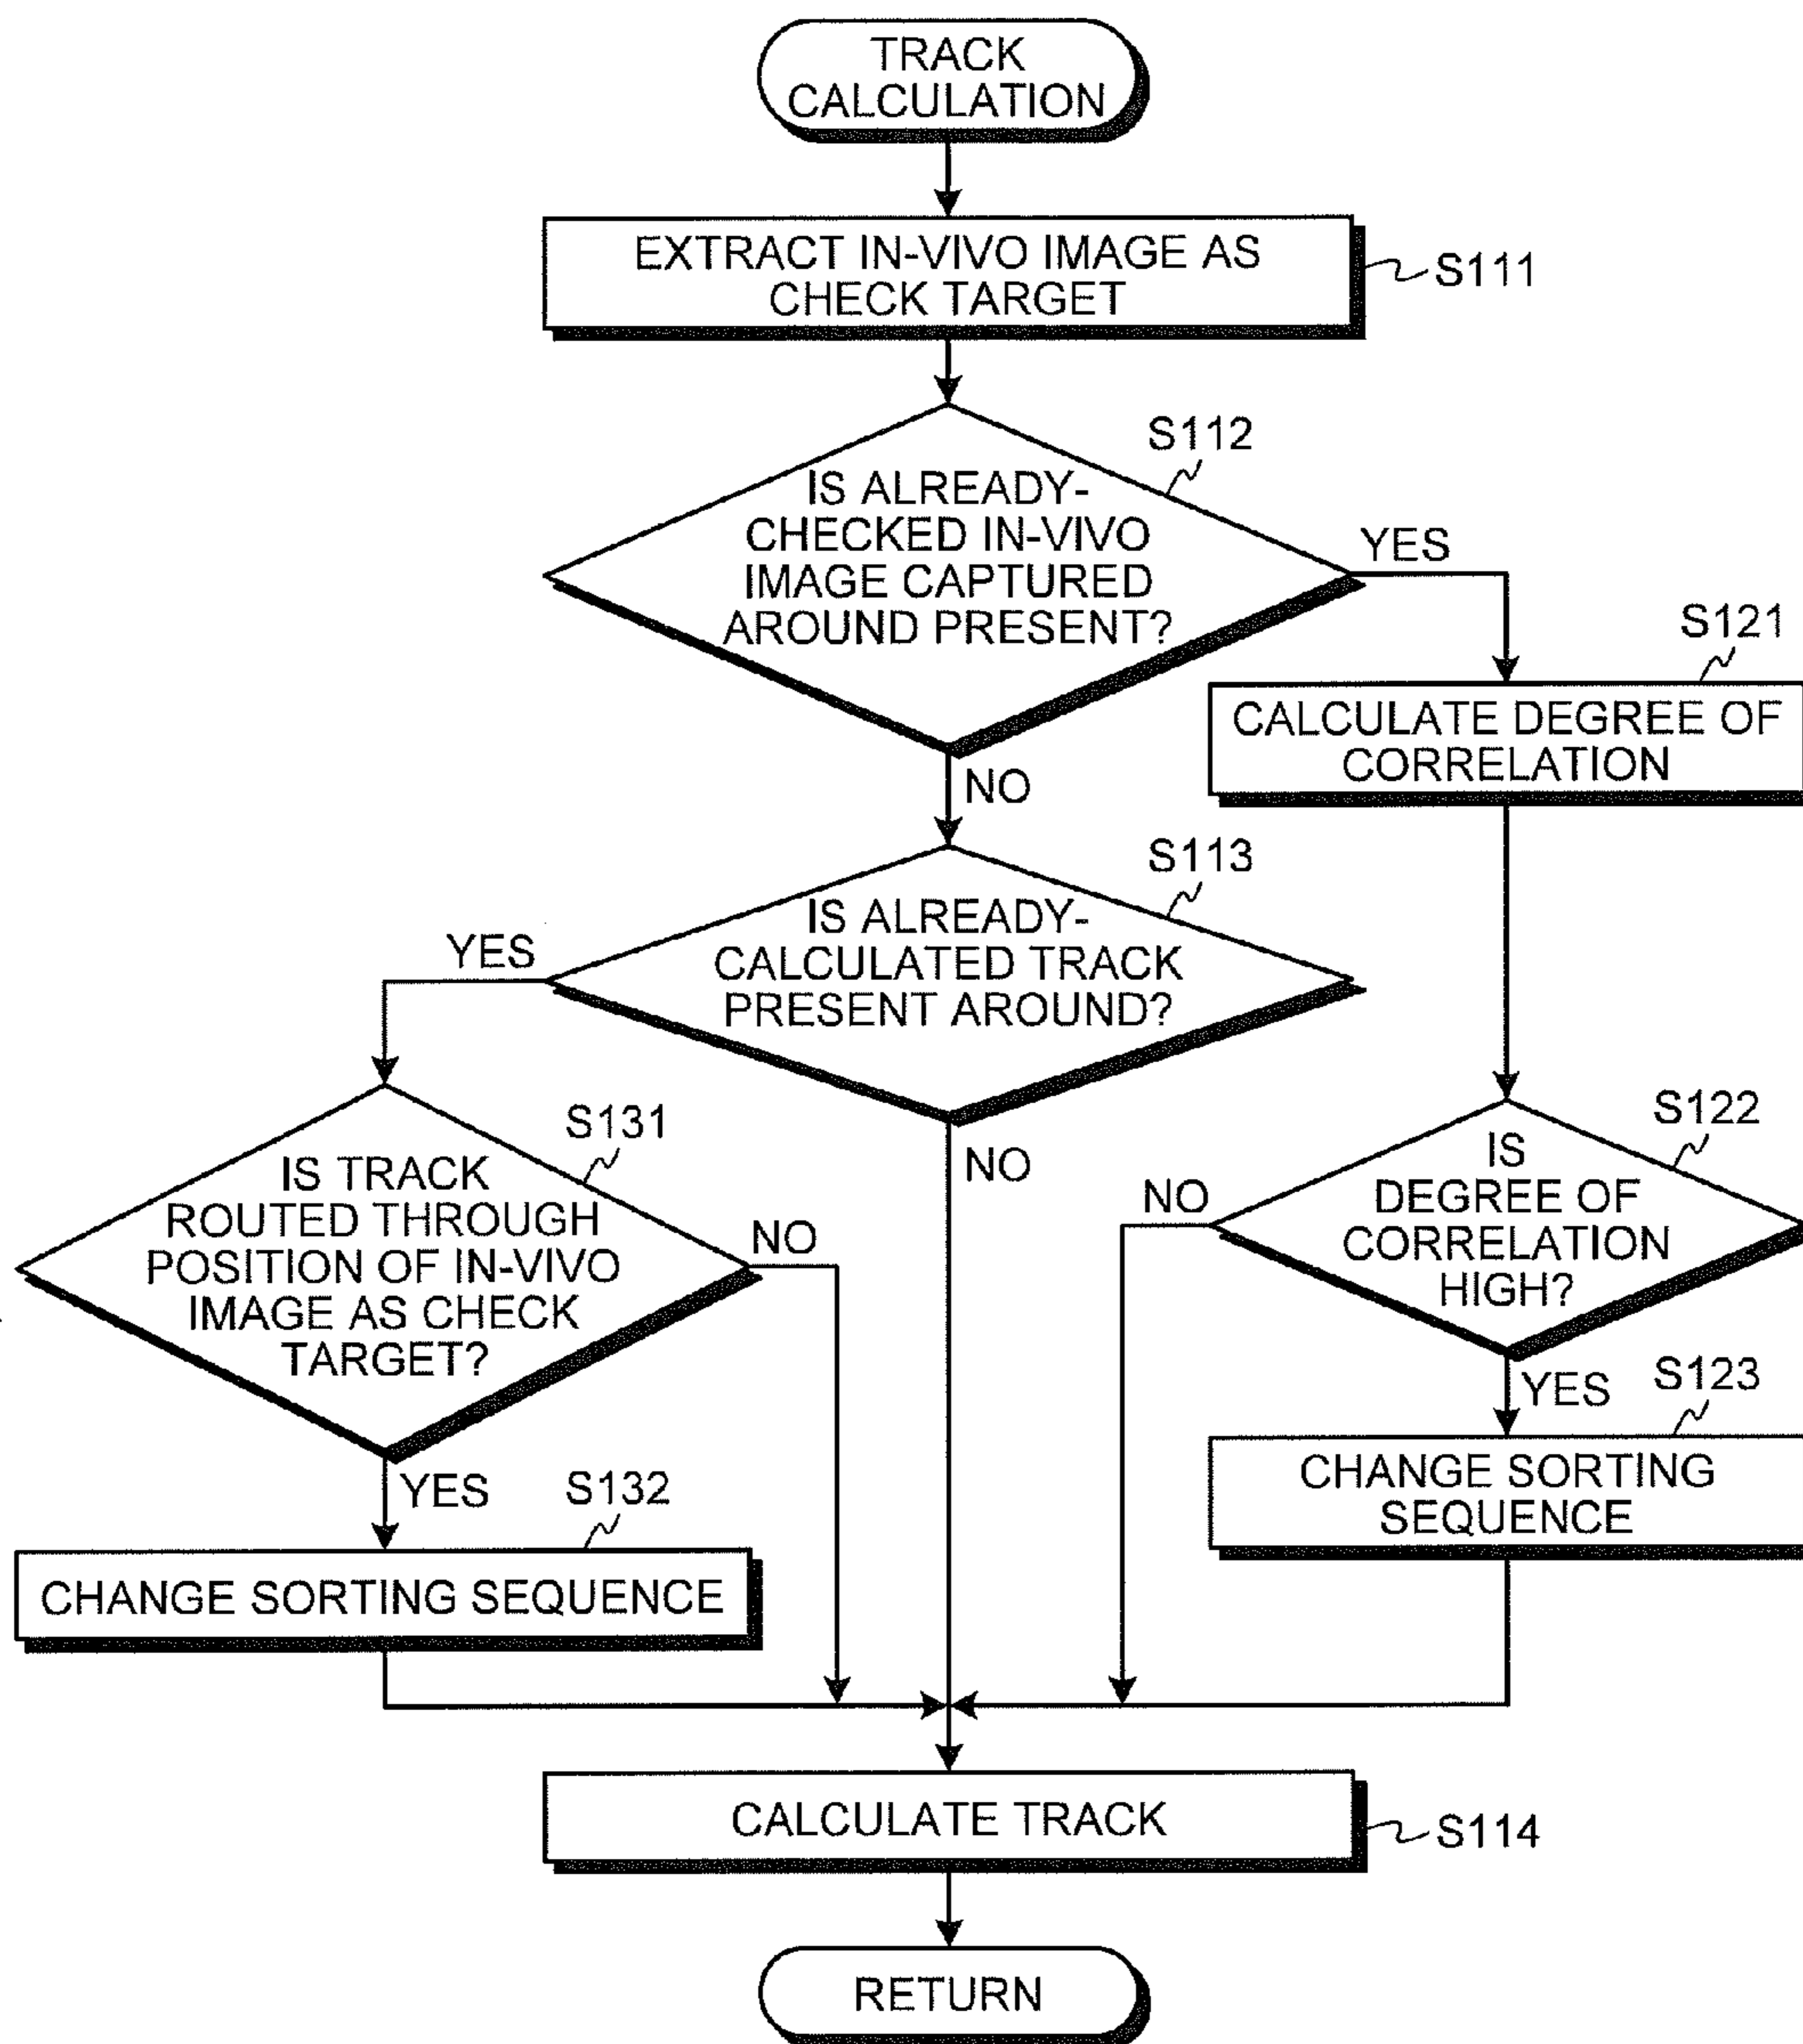 TRACK
CALCULATION
EXTRACT IN-VIVO IMAGE AS
CHECK TARGET
S111
S112
IS ALREADY-
CHECKED IN-VIVO
IMAGE CAPTURED
AROUND PRESENT?
YES
NO
S121
CALCULATE DEGREE OF
CORRELATION
S113
IS ALREADY-
CALCULATED TRACK
PRESENT AROUND?
YES
NO
S131
IS TRACK
ROUTED THROUGH
POSITION OF IN-VIVO
IMAGE AS CHECK
TARGET?
NO
YES
S122
IS
DEGREE OF
CORRELATION
HIGH?
NO
YES
S123
CHANGE SORTING
SEQUENCE
S132
CHANGE SORTING SEQUENCE
CALCULATE TRACK
S114
RETURN